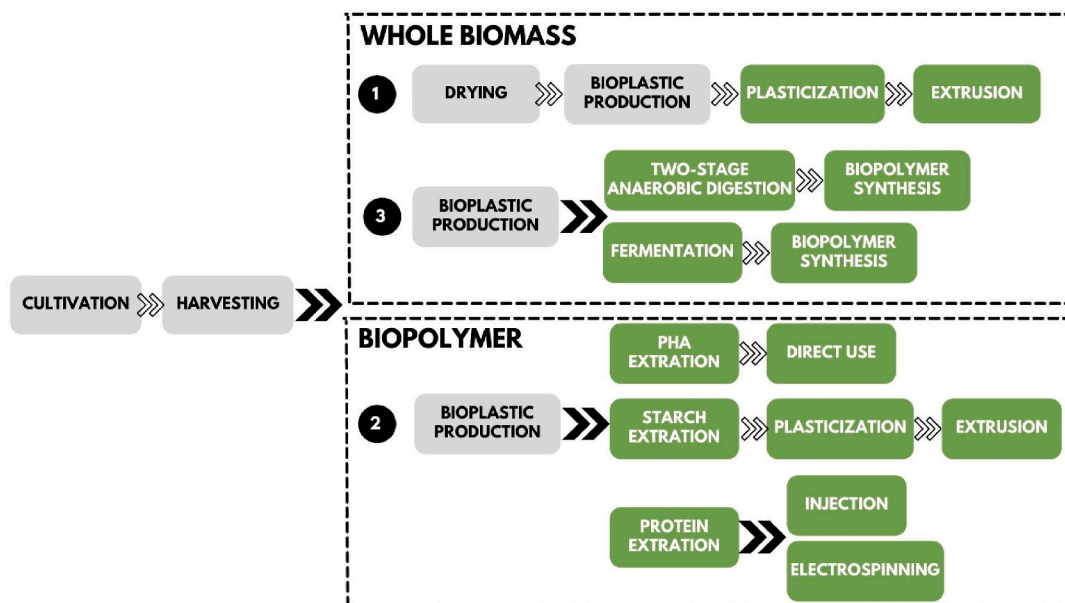 WHOLE BIOMASS
1
DRYING
BIOPLASTIC
PRODUCTION
PLASTICIZATION
EXTRUSION
3
BIOPLASTIC
PRODUCTION
TWO-STAGE
ANAEROBIC DIGESTION
BIOPOLYMER
SYNTHESIS
FERMENTATION
BIOPOLYMER
SYNTHESIS
CULTIVATION
HARVESTING
BIOPOLYMER
2
BIOPLASTIC
PRODUCTION
PHA
EXTRATION
DIRECT USE
STARCH
EXTRATION
PLASTICIZATION
EXTRUSION
PROTEIN
EXTRATION
INJECTION
ELECTROSPINNING